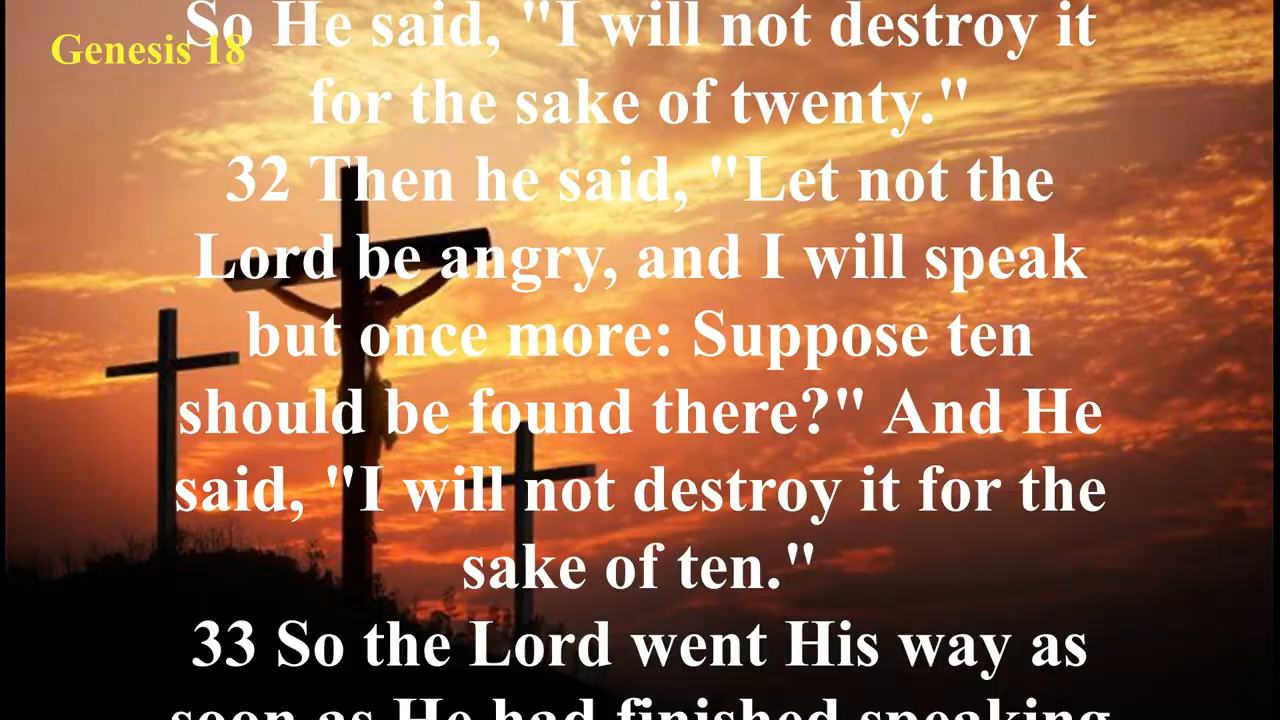 Genesis 18
So He said, "I will not destroy it
for the sake of twenty."
32 Then he said, "Let not the
Lord be angry, and I will speak
but once more: Suppose ten
should be found there?" And He
said, "I will not destroy it for the
sake of ten."
33 So the Lord went His way as
soon as He had finished speaking